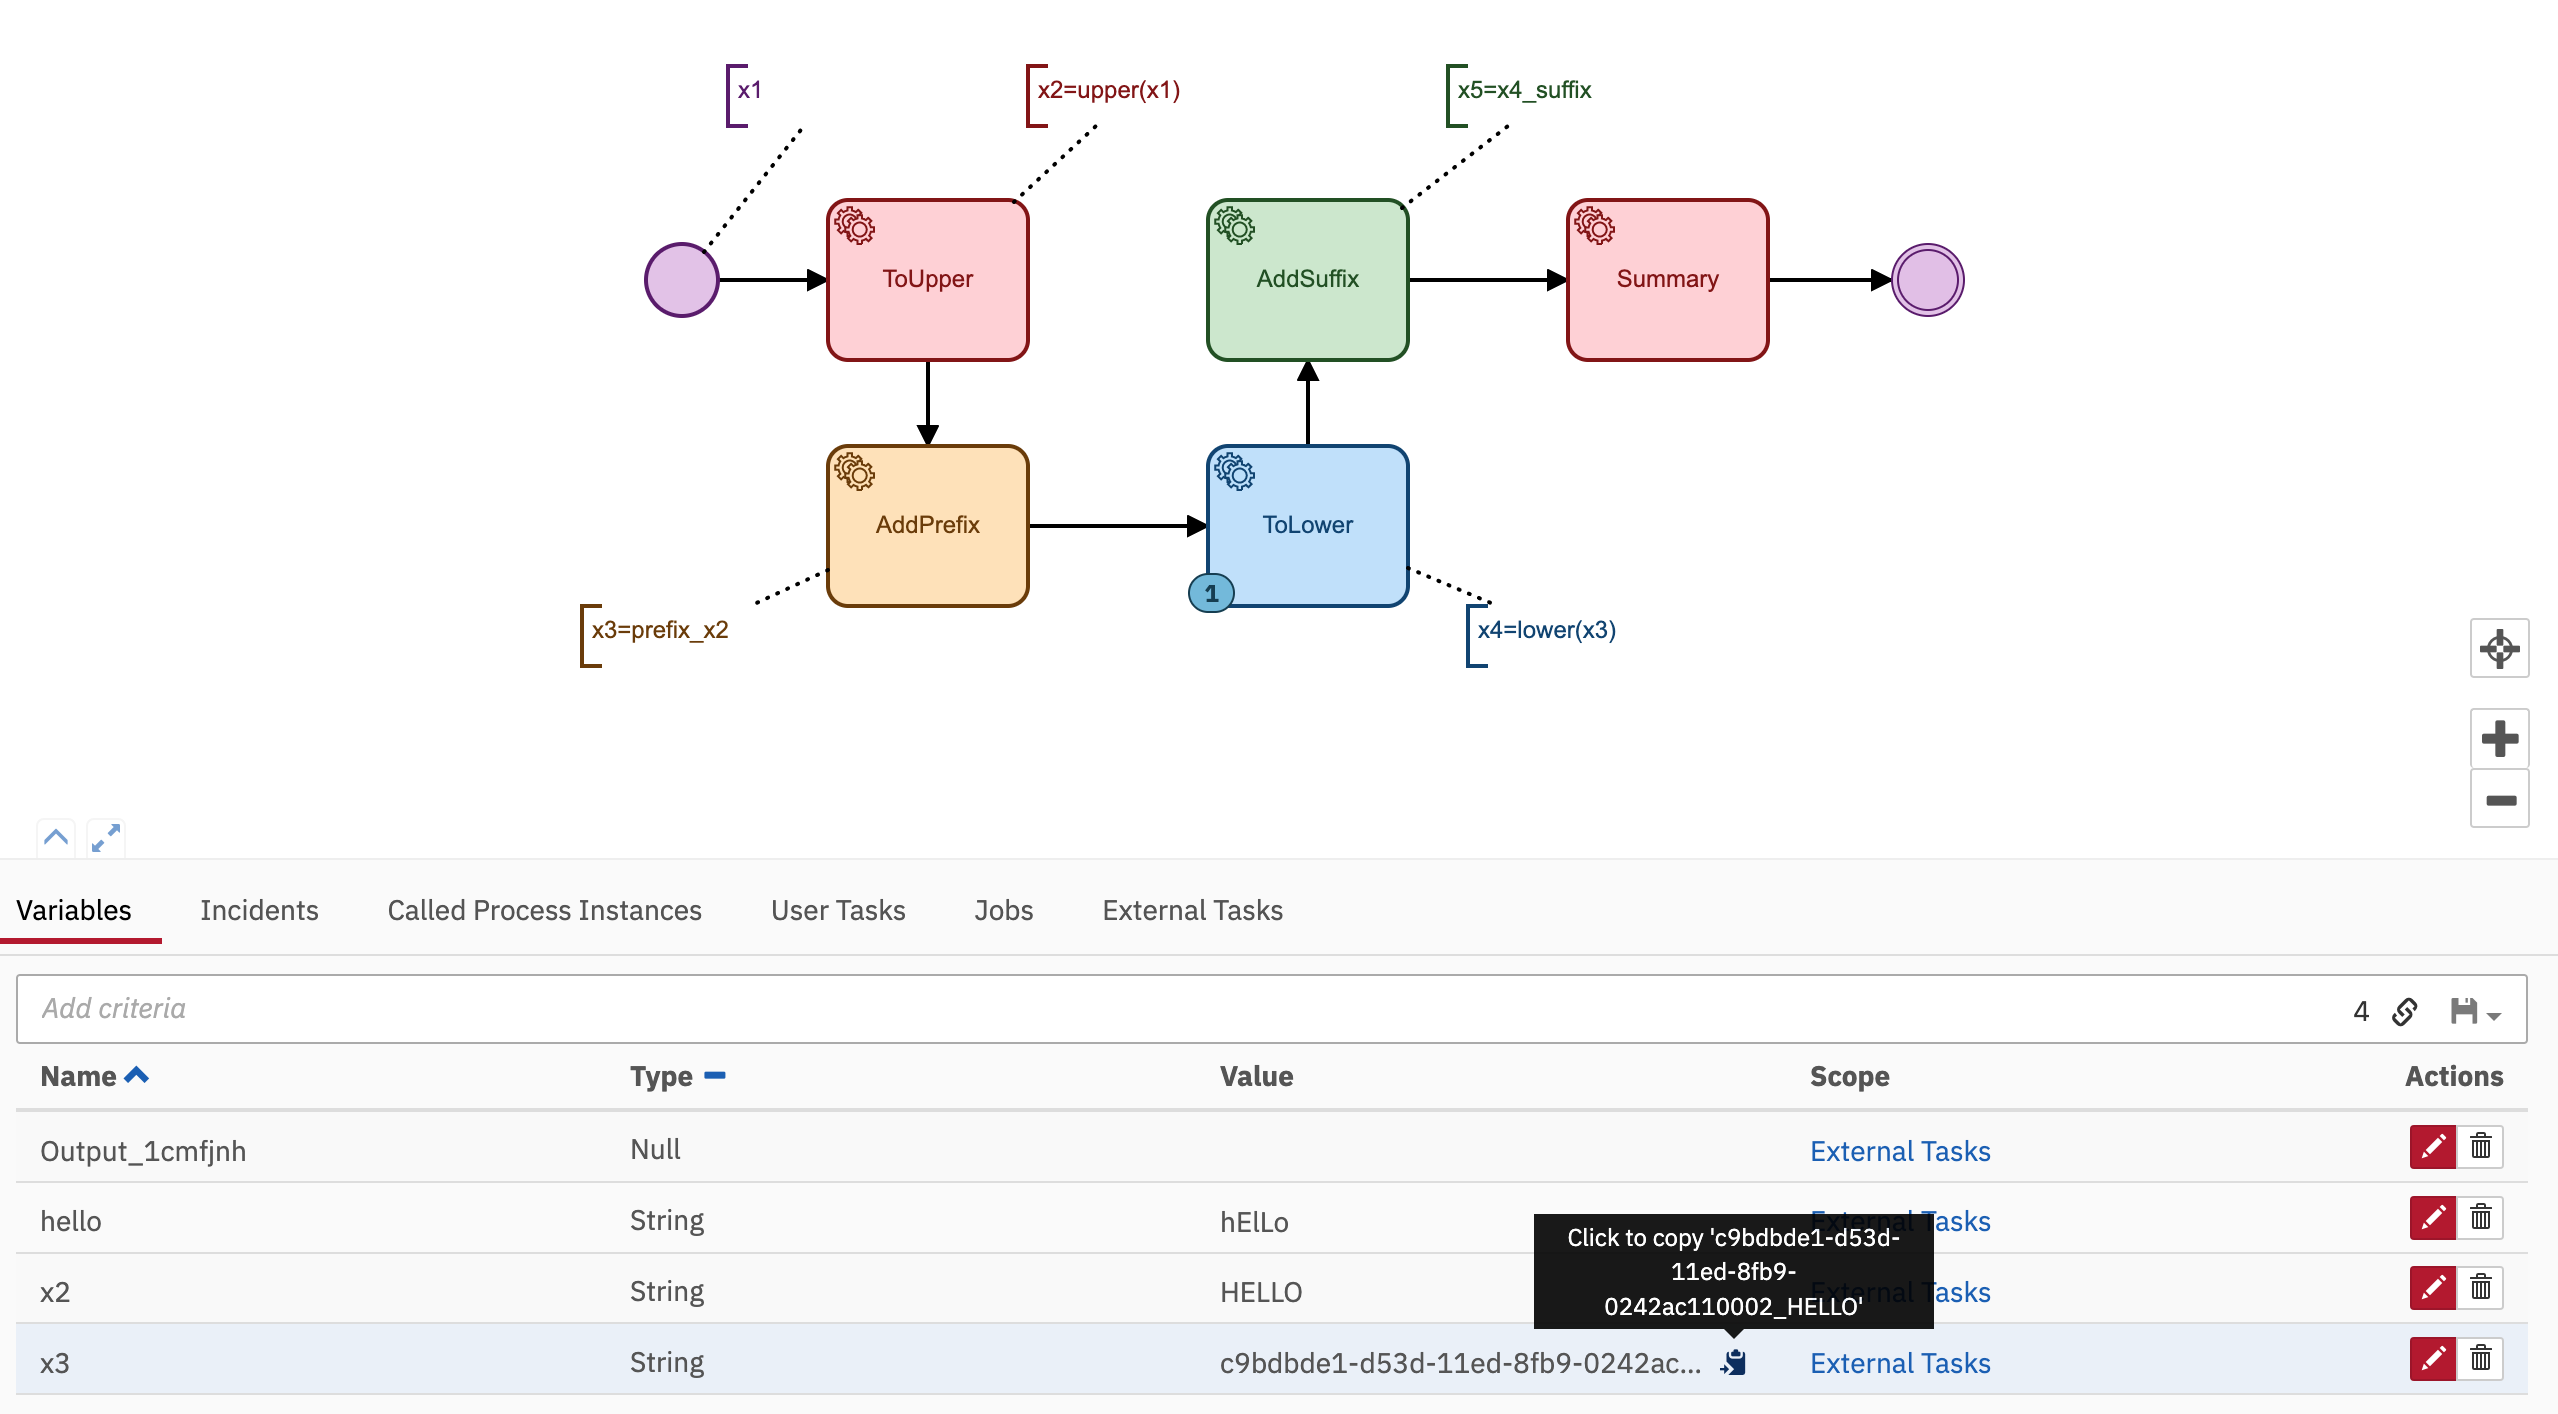 x1
x2=upper(x1)
x5=x4_suffix
ToUpper
AddSuffix
Summary
AddPrefix
ToLower
1
x3=prefix_x2
x4=lower(x3)
Variables Incidents Called Process Instances User Tasks Jobs External Tasks
Add criteria 4
Name Type Value Scope Actions
Output_1cmfjnh Null External Tasks
hello String hElLo External Tasks
Click to copy 'c9bdbde1-d53d-
11ed-8fb9-
0242ac110002_HELLO'
x2 String HELLO External Tasks
x3 String c9bdbde1-d53d-11ed-8fb9-0242ac... External Tasks